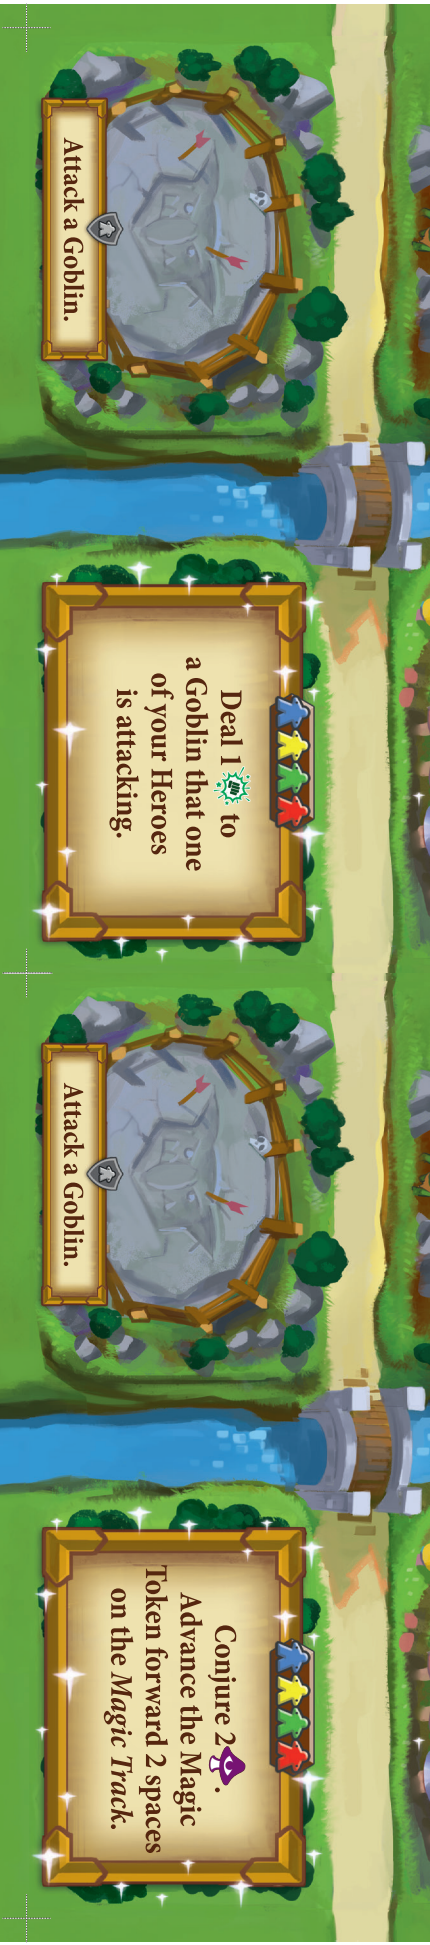 Attack a Goblin.
Deal 1 to
a Goblin that one
of your Heroes
is attacking.
Attack a Goblin.
Conjure 2 .
Advance the Magic
Token forward 2 spaces
on the Magic Track.